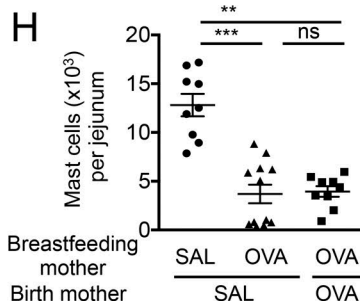 H
**
***
ns
Mast cells (x10³)
per jejunum
20
15
10
5
0
Breastfeeding
mother
SAL OVA OVA
Birth mother
SAL OVA